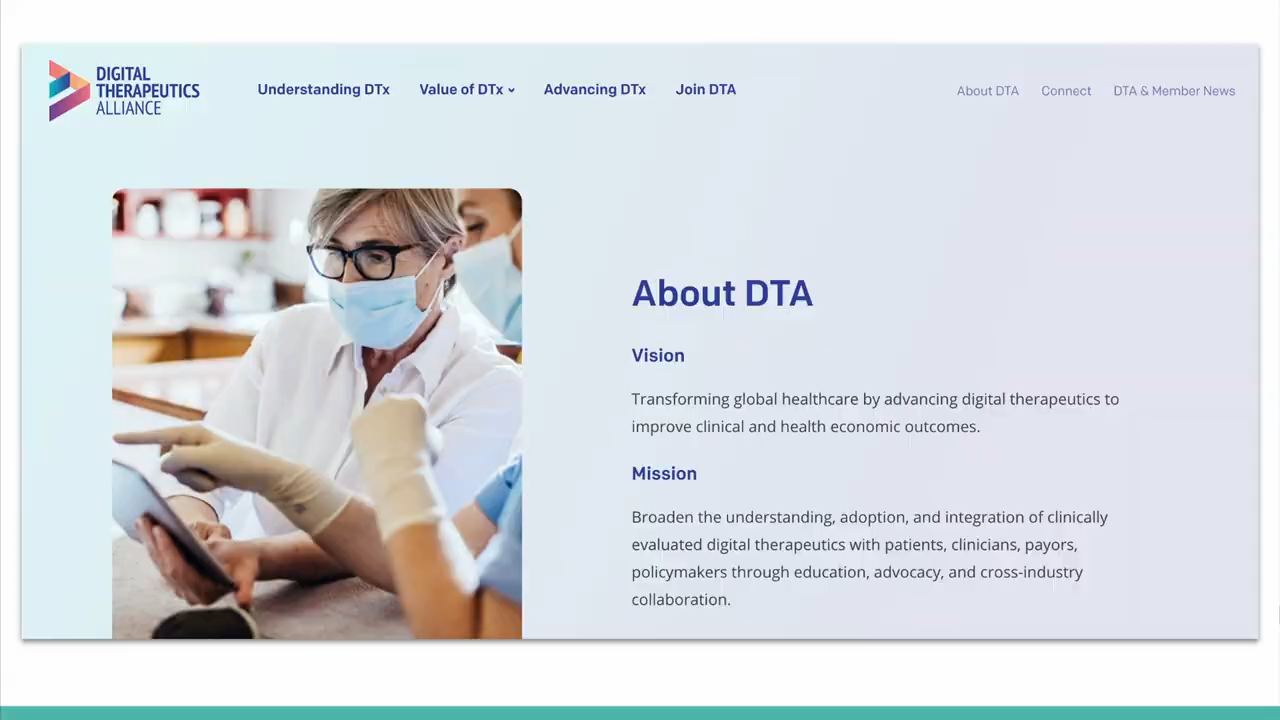 DIGITAL
THERAPEUTICS
ALLIANCE
Understanding DTx
Value of DTx
Advancing DTx
Join DTA
About DTA
Connect
DTA & Member News
About DTA
Vision
Transforming global healthcare by advancing digital therapeutics to
improve clinical and health economic outcomes.
Mission
Broaden the understanding, adoption, and integration of clinically
evaluated digital therapeutics with patients, clinicians, payors,
policymakers through education, advocacy, and cross-industry
collaboration.